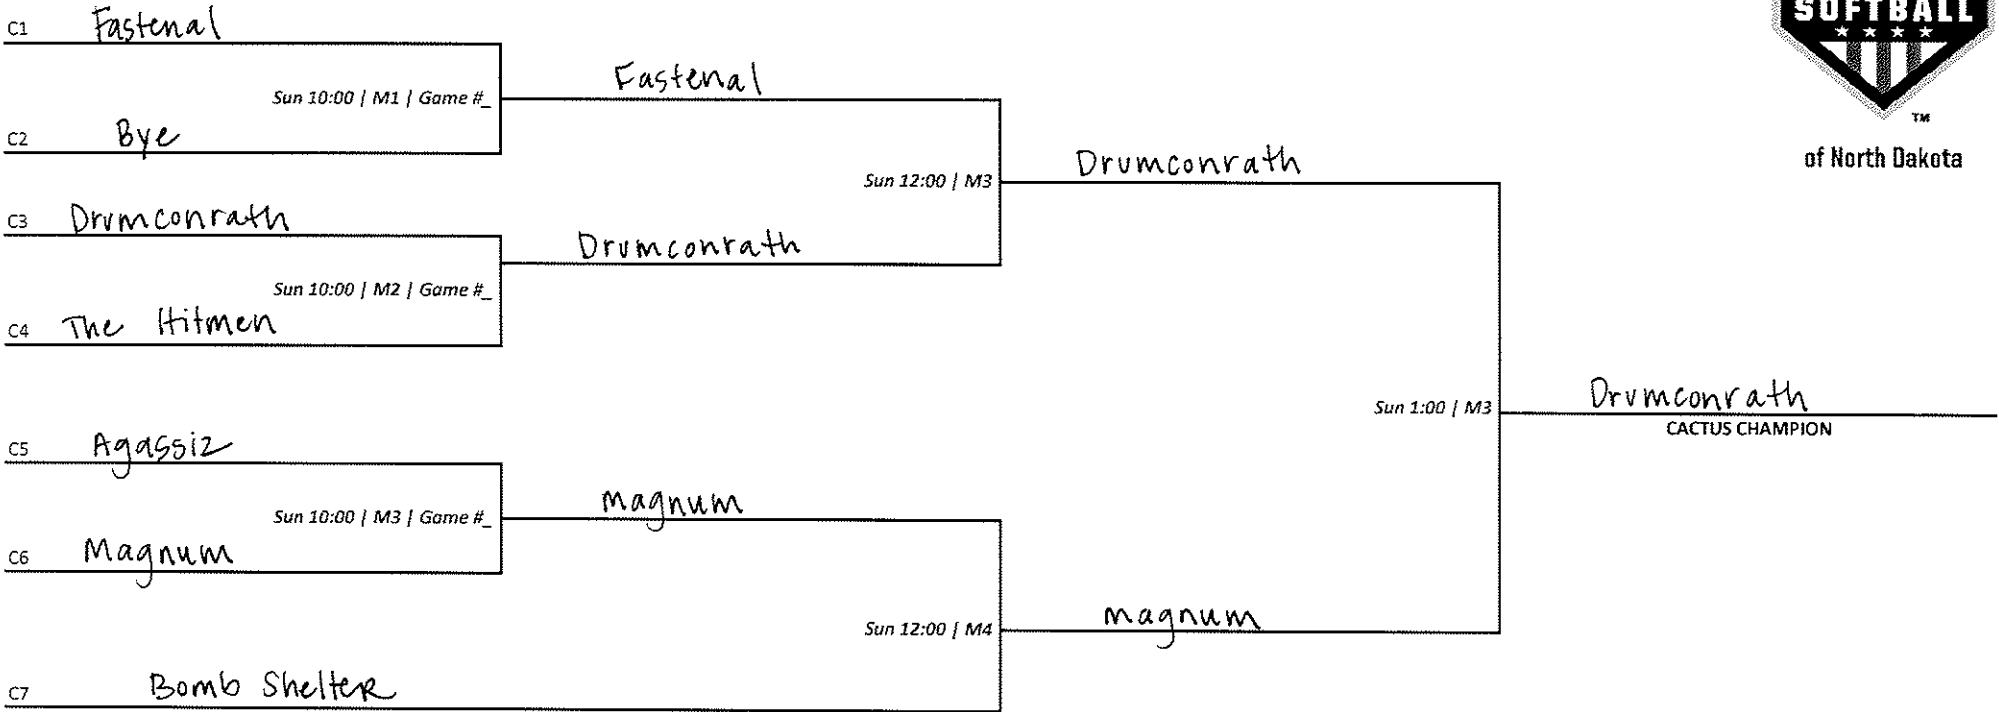 SOFTBALL
TM
of North Dakota
C1 Fastenal
Sun 10:00 | M1 | Game #_
C2 Bye
Fastenal
Sun 12:00 | M3
C3 Drumconrath
Sun 10:00 | M2 | Game #_
C4 The Hitmen
Drumconrath
Drumconrath
Sun 1:00 | M3
Drumconrath
CACTUS CHAMPION
C5 Agassiz
Sun 10:00 | M3 | Game #_
C6 Magnum
magnum
Sun 12:00 | M4
magnum
C7 Bomb Shelter